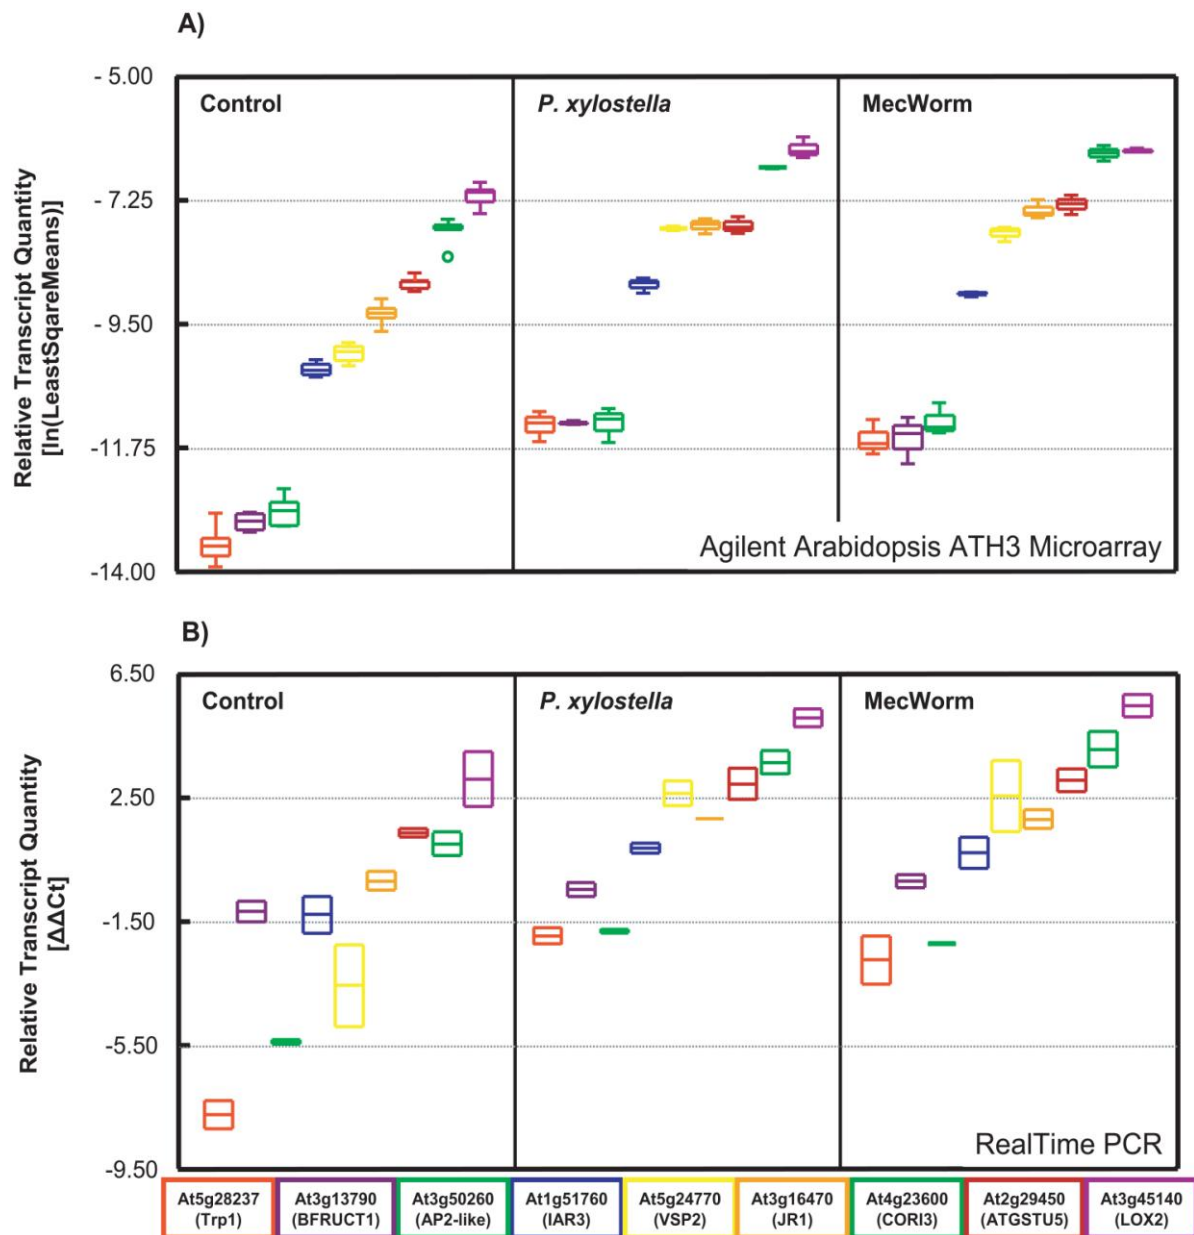 A)
Relative Transcript Quantity
[ln(LeastSqareMeans)]
- 5.00
- 7.25
- 9.50
-11.75
-14.00
Control
P. xylostella
MecWorm
Agilent Arabidopsis ATH3 Microarray
B)
Relative Transcript Quantity
[ΔΔCt]
6.50
2.50
-1.50
-5.50
-9.50
Control
P. xylostella
MecWorm
RealTime PCR
At5g28237
(Trp1)
At3g13790
(BFRUCT1)
At3g50260
(AP2-like)
At1g51760
(IAR3)
At5g24770
(VSP2)
At3g16470
(JR1)
At4g23600
(CORI3)
At2g29450
(ATGSTU5)
At3g45140
(LOX2)